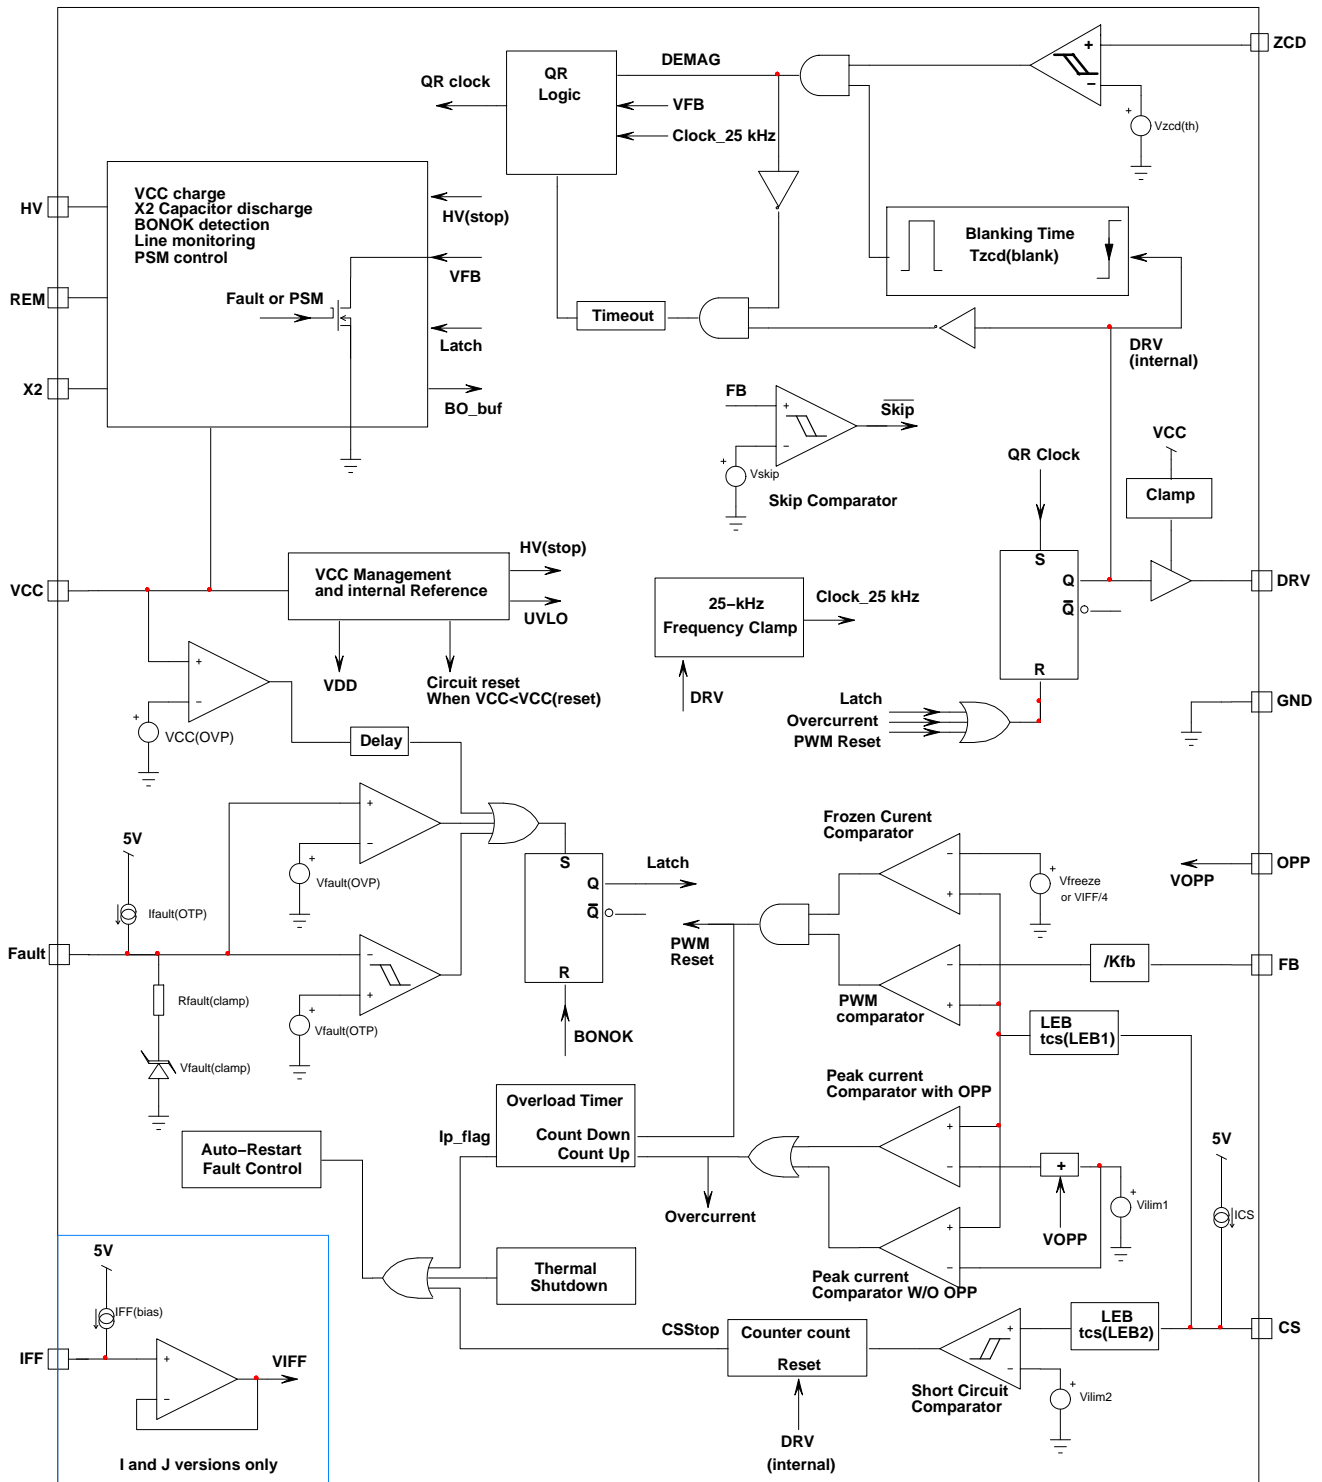 ZCD
DEMAG
QR
Logic
QR clock
VFB
Clock_25 kHz
+
−
+
Vzcd(th)
VCC charge
X2 Capacitor discharge
BONOK detection
Line monitoring
PSM control
HV
HV(stop)
VFB
REM
Fault or PSM
Latch
X2
BO_buf
Blanking Time
Tzcd(blank)
Timeout
DRV
(internal)
FB
+
−
Skip
+
Vskip
Skip Comparator
VCC
QR Clock
Clamp
HV(stop)
VCC
VCC Management
and internal Reference
UVLO
VDD
Circuit reset
When VCC<VCC(reset)
25−kHz
Frequency Clamp
Clock_25 kHz
DRV
S
Q
Q
R
DRV
Latch
Overcurrent
PWM Reset
GND
+
−
+
VCC(OVP)
Delay
5V
+
−
+
Vfault(OVP)
Ifault(OTP)
Fault
S
Q
Q
R
Latch
−
+
+
Vfault(OTP)
Rfault(clamp)
Vfault(clamp)
BONOK
PWM
Reset
Frozen Curent
Comparator
−
+
+
Vfreeze
or VIFF/4
OPP
VOPP
/Kfb
FB
−
+
PWM
comparator
LEB
tcs(LEB1)
Peak current
Comparator with OPP
Overload Timer
Count Down
Count Up
Ip_flag
Auto−Restart
Fault Control
+
−
+
+
Vilim1
5V
ICS
Overcurrent
VOPP
+
−
Peak current
Comparator W/O OPP
Thermal
Shutdown
5V
IFF(bias)
IFF
+
−
VIFF
I and J versions only
CSStop
Counter count
Reset
DRV
(internal)
+
−
Short Circuit
Comparator
LEB
tcs(LEB2)
+
Vilim2
CS